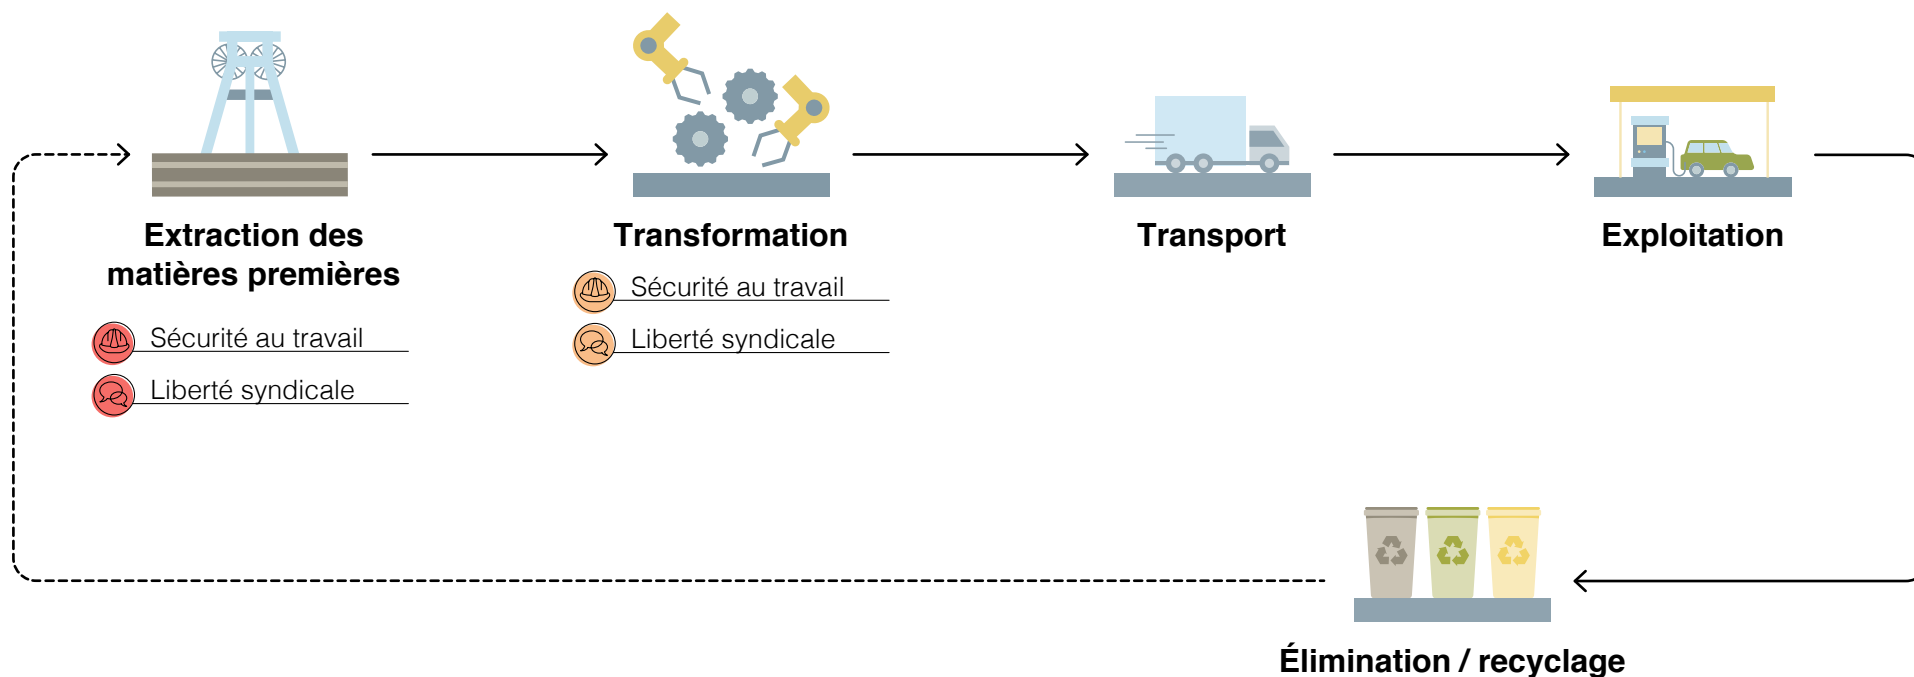 Extraction des
matières premières
Sécurité au travail
Liberté syndicale
Transformation
Sécurité au travail
Liberté syndicale
Transport
Exploitation
Élimination / recyclage